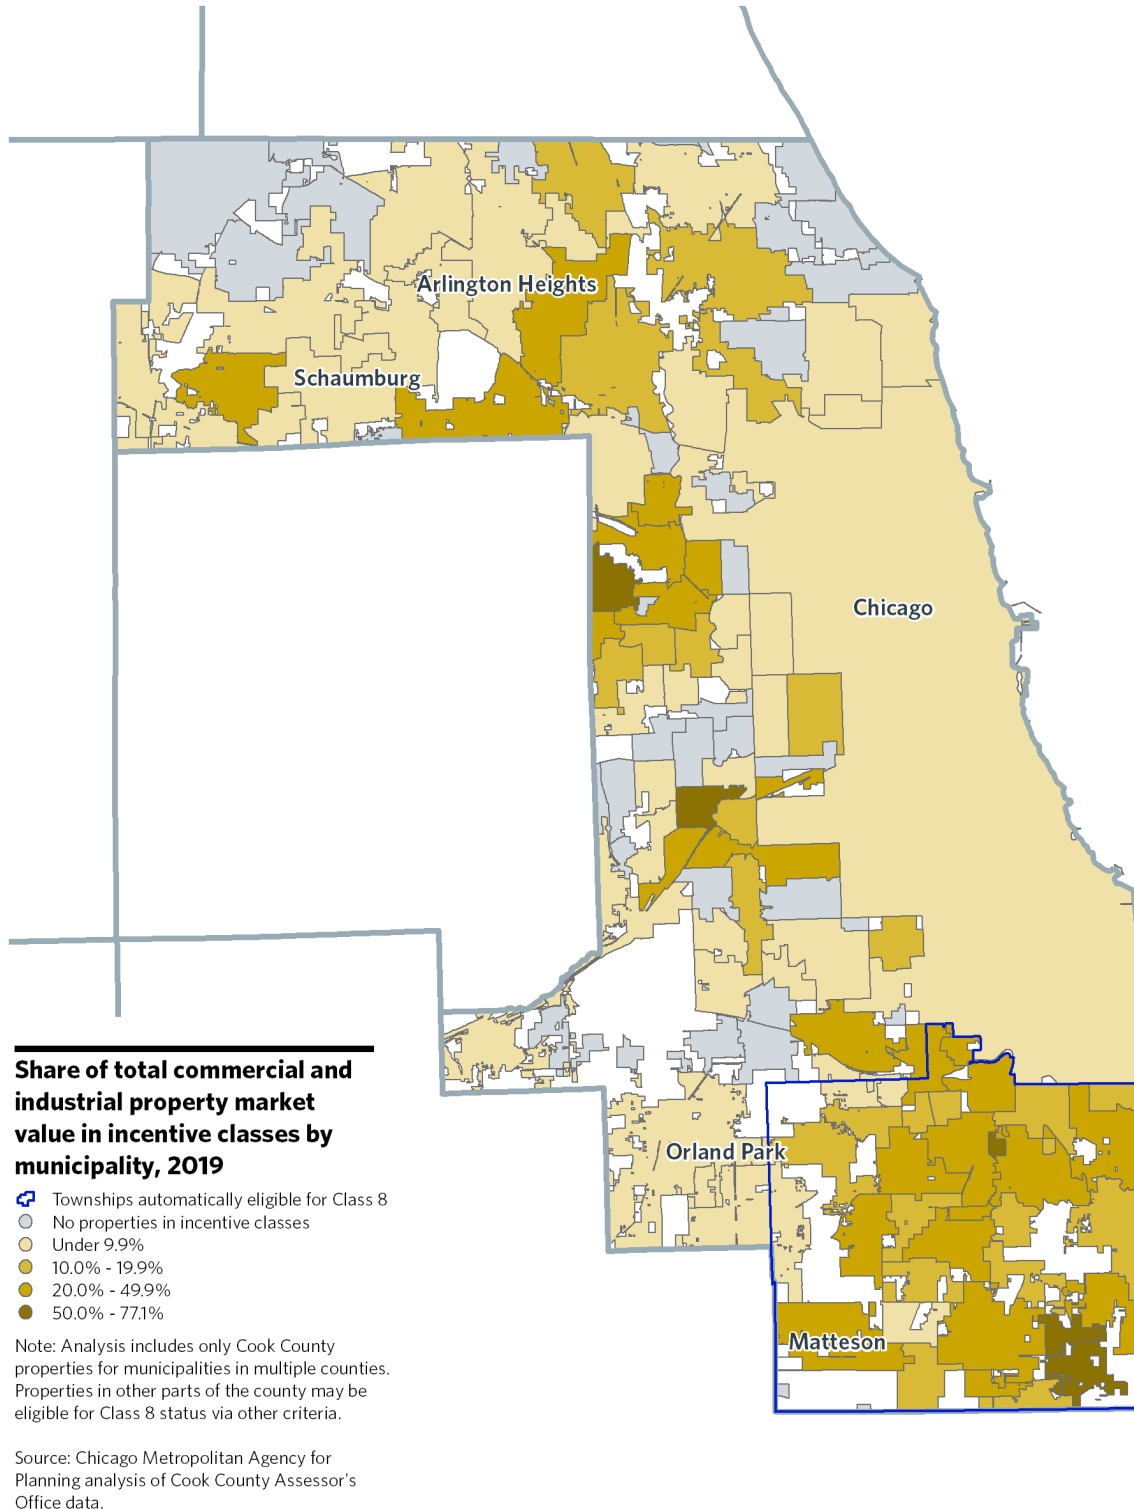 Arlington Heights
Schaumburg
Chicago
Orland Park
Matteson
Share of total commercial and
industrial property market
value in incentive classes by
municipality, 2019
Townships automatically eligible for Class 8
No properties in incentive classes
Under 9.9%
10.0% - 19.9%
20.0% - 49.9%
50.0% - 77.1%
Note: Analysis includes only Cook County
properties for municipalities in multiple counties.
Properties in other parts of the county may be
eligible for Class 8 status via other criteria.
Source: Chicago Metropolitan Agency for
Planning analysis of Cook County Assessor's
Office data.